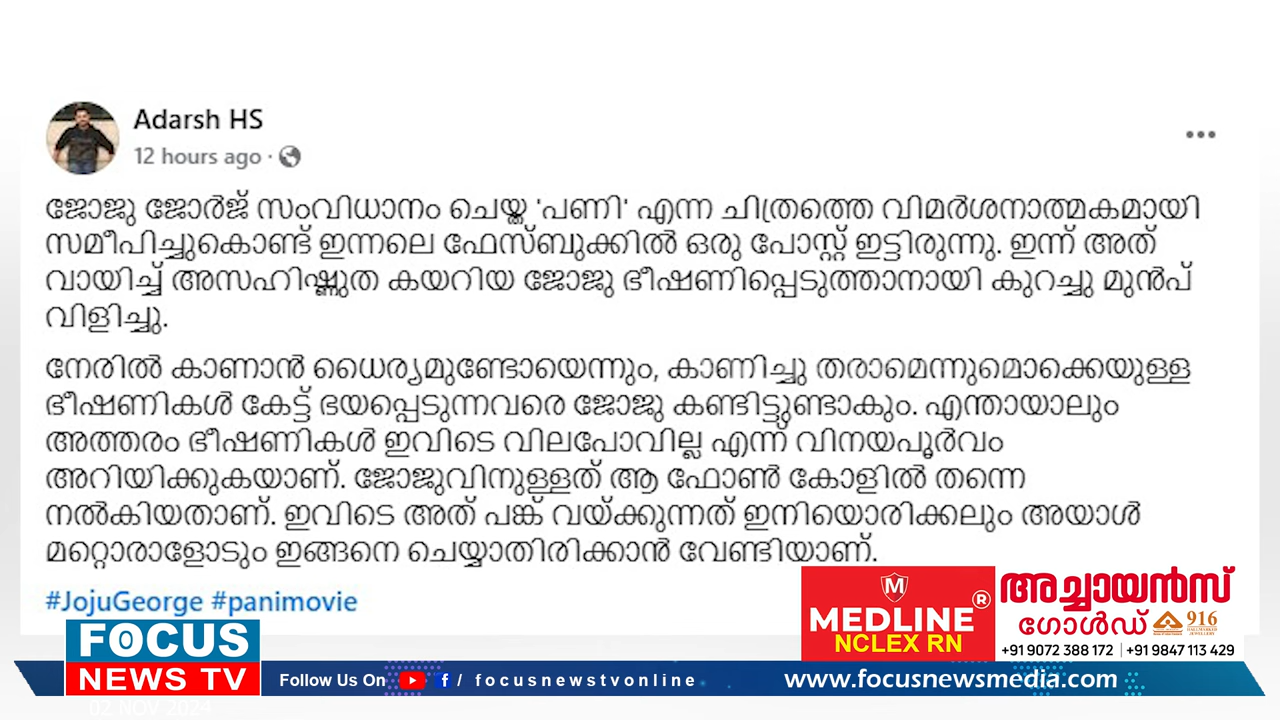 Adarsh HS
12 hours ago ·
ജോജു ജോർജ് സംവിധാനം ചെയ്ത 'പണി' എന്ന ചിത്രത്തെ വിമർശനാത്മകമായി
സമീപിച്ചുകൊണ്ട് ഇന്നലെ ഫേസ്ബുക്കിൽ ഒരു പോസ്റ്റ് ഇട്ടിരുന്നു. ഇന്ന് അത്
വായിച്ച് അസഹിഷ്ണുത കയറിയ ജോജു ഭീഷണിപ്പെടുത്താനായി കുറച്ചു മുൻപ്
വിളിച്ചു.
നേരിൽ കാണാൻ ധൈര്യമുണ്ടോയെന്നും, കാണിച്ചു തരാമെന്നുമൊക്കെയുള്ള
ഭീഷണികൾ കേട്ട് ഭയപ്പെടുന്നവരെ ജോജു കണ്ടിട്ടുണ്ടാകും. എന്തായാലും
അത്തരം ഭീഷണികൾ ഇവിടെ വിലപോവില്ല എന്ന് വിനയപൂർവം
അറിയിക്കുകയാണ്. ജോജുവിനുള്ളത് ആ ഫോൺ കോളിൽ തന്നെ
നൽകിയതാണ്. ഇവിടെ അത് പങ്ക് വയ്ക്കുന്നത് ഇനിയൊരിക്കലും അയാൾ
മറ്റൊരാളോടും ഇങ്ങനെ ചെയ്യാതിരിക്കാൻ വേണ്ടിയാണ്.
#JojuGeorge #panimovie
M
MEDLINE ®
NCLEX RN
അച്ചായൻസ്
ഗോൾഡ് 916
+91 9072 388 172 | +91 9847 113 429
FOCUS
NEWS TV
Follow Us On f / focusnewstvonline
www.focusnewsmedia.com
02 NOV 2024